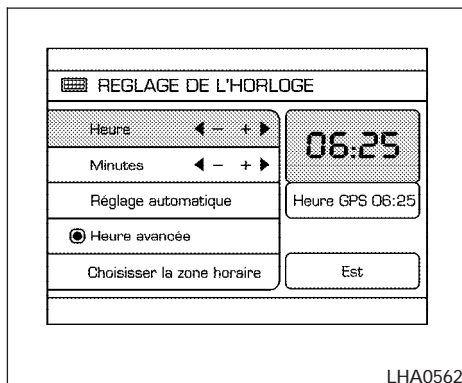 REGLAGE DE L'HORLOGE
Heure ◀ – + ▶
06:25
Minutes ◀ – + ▶
Réglage automatique
Heure GPS 06:25
Heure avancée
Choisisser la zone horaire
Est
LHA0562